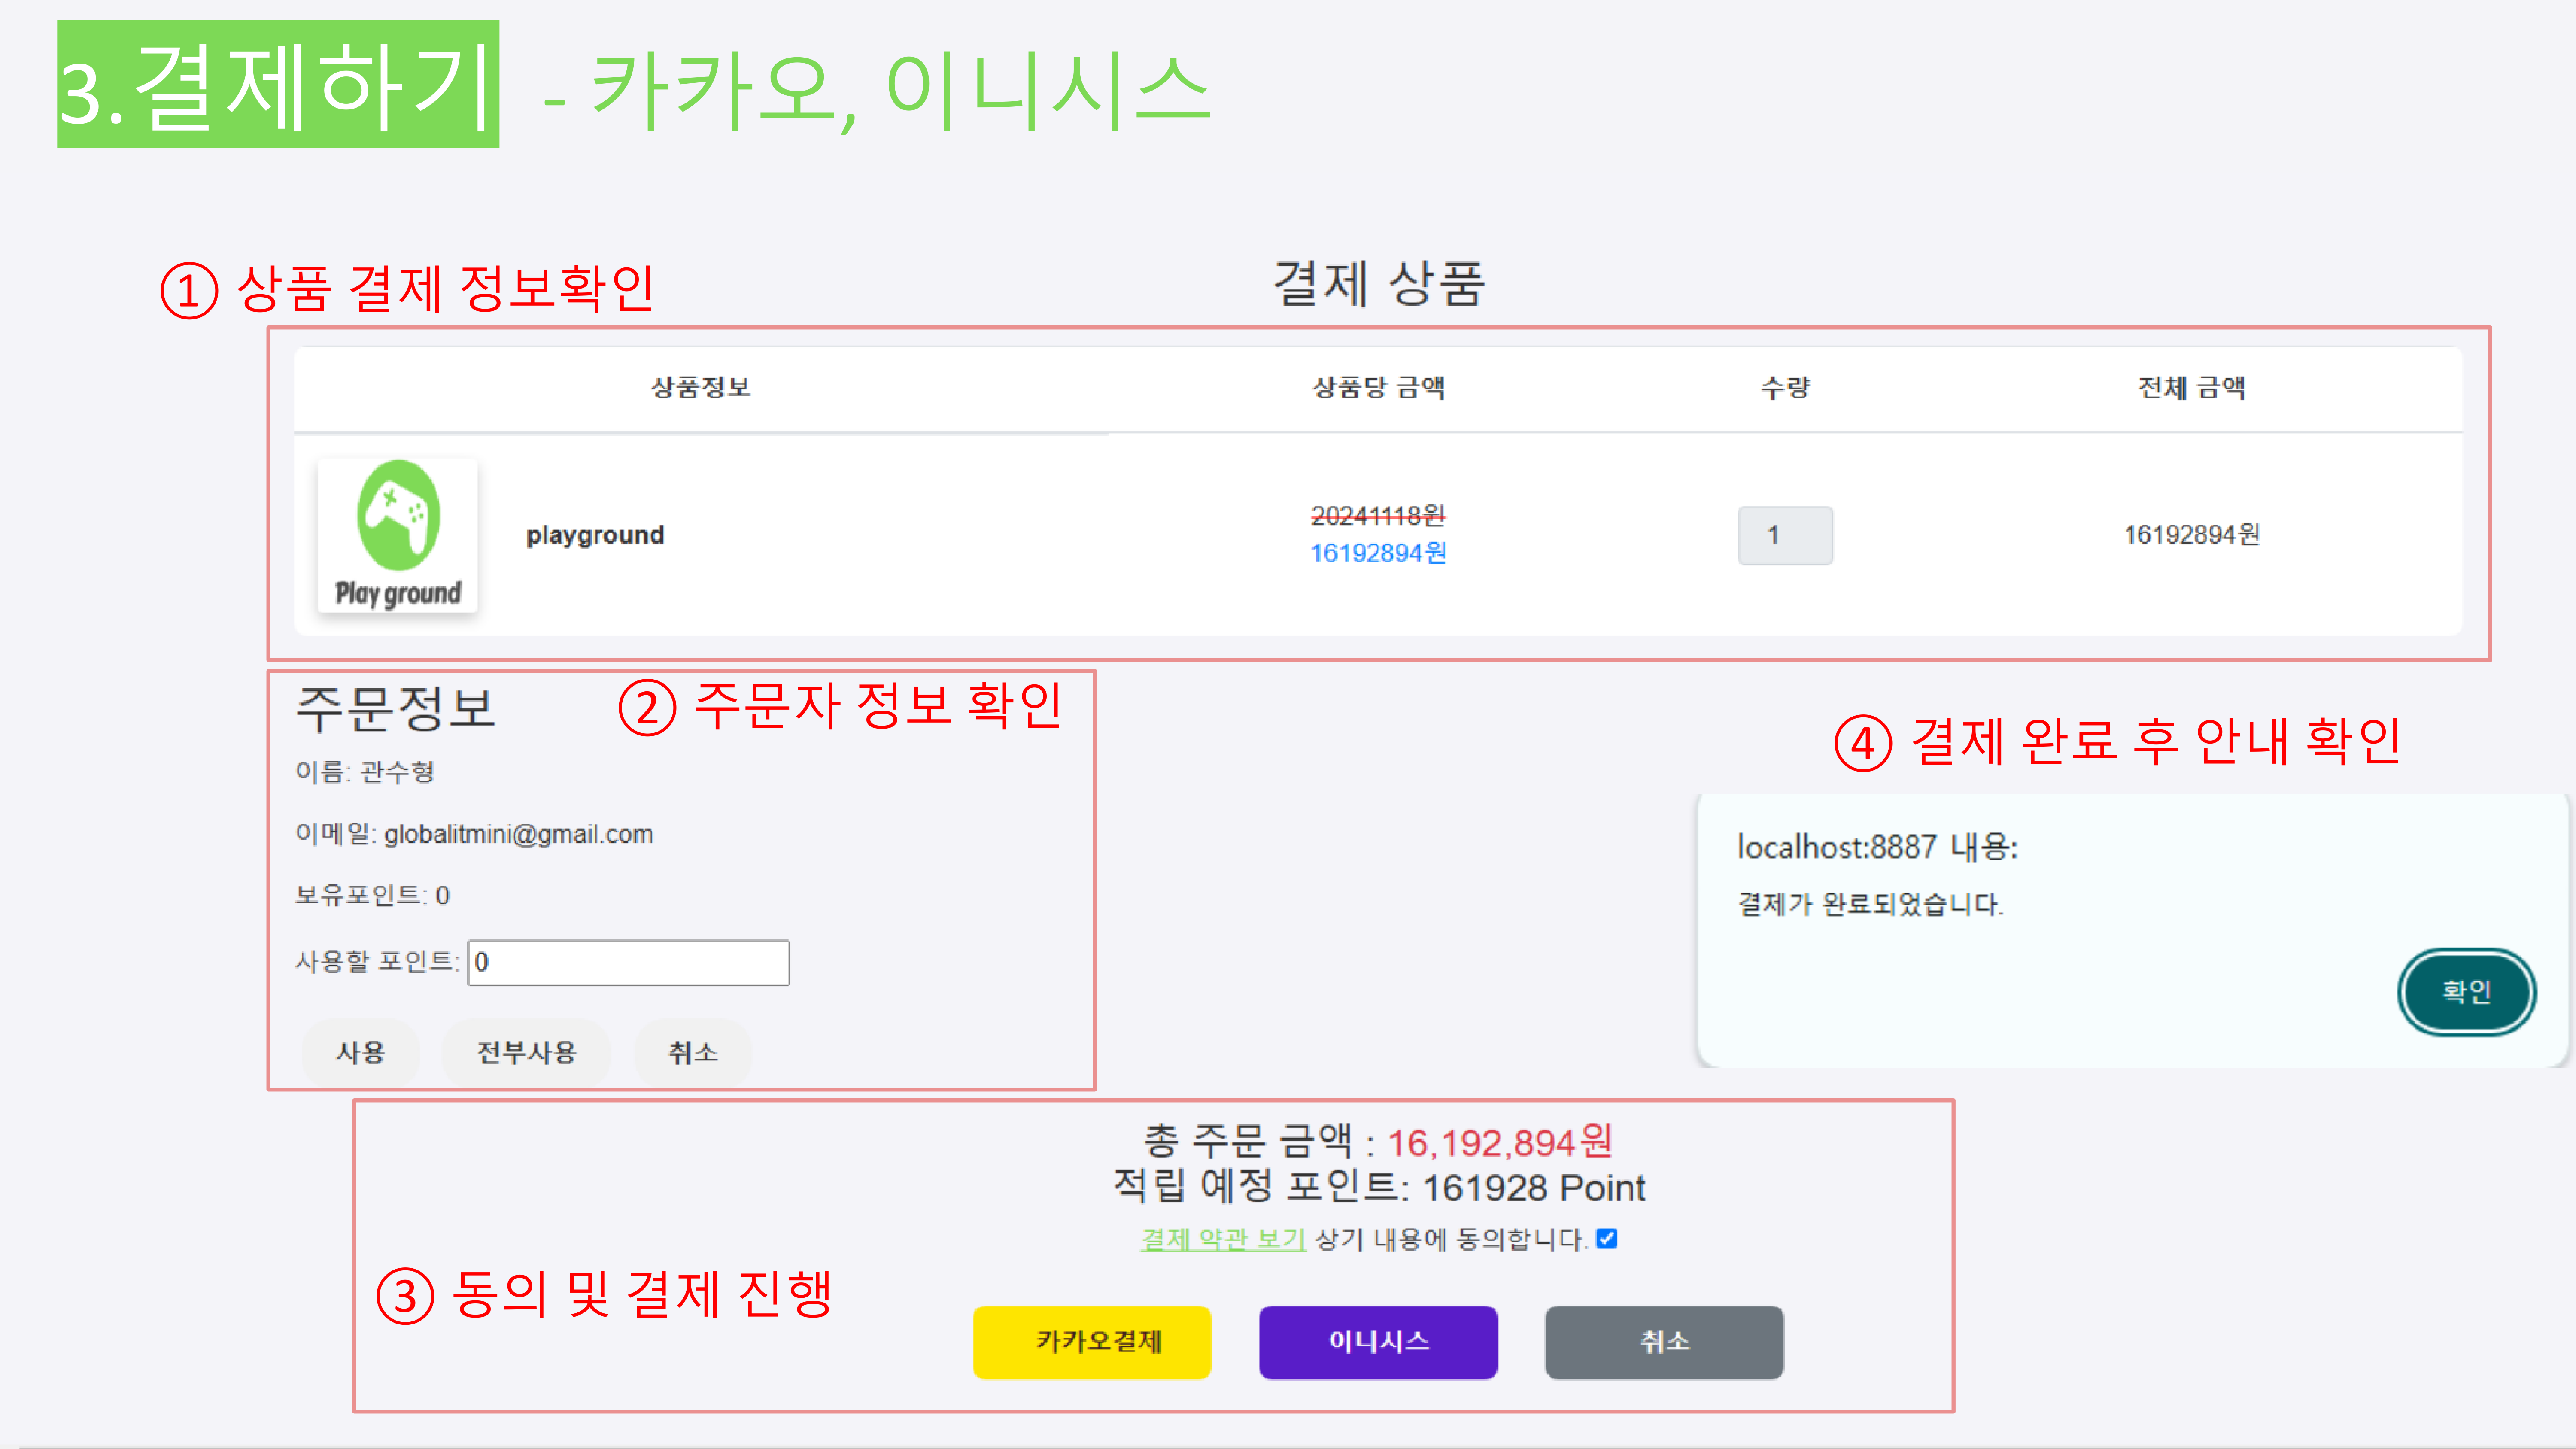 3.결제하기 - 카카오, 이니시스
① 상품 결제 정보확인
결제 상품
상품정보 상품당 금액 수량 전체 금액
Play ground
playground
20241118원
16192894원
1
16192894원
주문정보
② 주문자 정보 확인
이름: 관수형
이메일: globalitmini@gmail.com
보유포인트: 0
사용할 포인트: 0
사용 전부사용 취소
④ 결제 완료 후 안내 확인
localhost:8887 내용:
결제가 완료되었습니다.
확인
총 주문 금액 : 16,192,894원
적립 예정 포인트: 161928 Point
결제 약관 보기 상기 내용에 동의합니다.
③ 동의 및 결제 진행
카카오결제 이니시스 취소